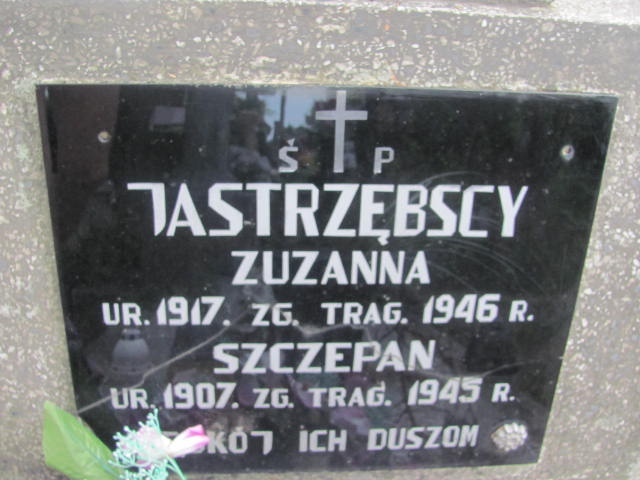 Ś P
JASTRZĘBSCY
ZUZANNA
UR. 1917. ZG. TRAG. 1946 R.
SZCZEPAN
UR. 1907. ZG. TRAG. 1945 R.
ICH DUSZOM